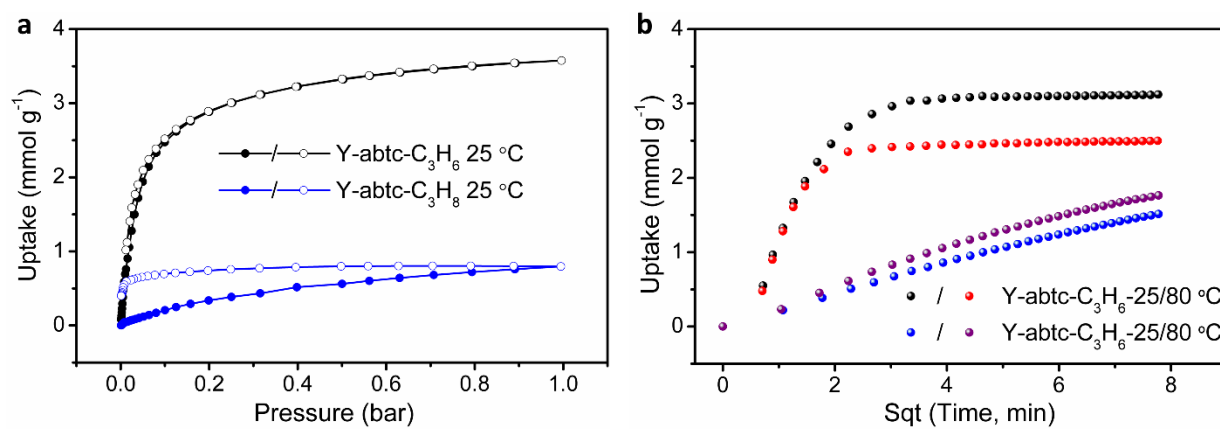 a
Uptake (mmol g⁻¹)
4
3
2
1
0
Y-abtc-C₃H₆ 25 °C
Y-abtc-C₃H₈ 25 °C
0.0 0.2 0.4 0.6 0.8 1.0
Pressure (bar)
b
Uptake (mmol g⁻¹)
4
3
2
1
0
/ Y-abtc-C₃H₆-25/80 °C
/ Y-abtc-C₃H₆-25/80 °C
0 2 4 6 8
Sqt (Time, min)